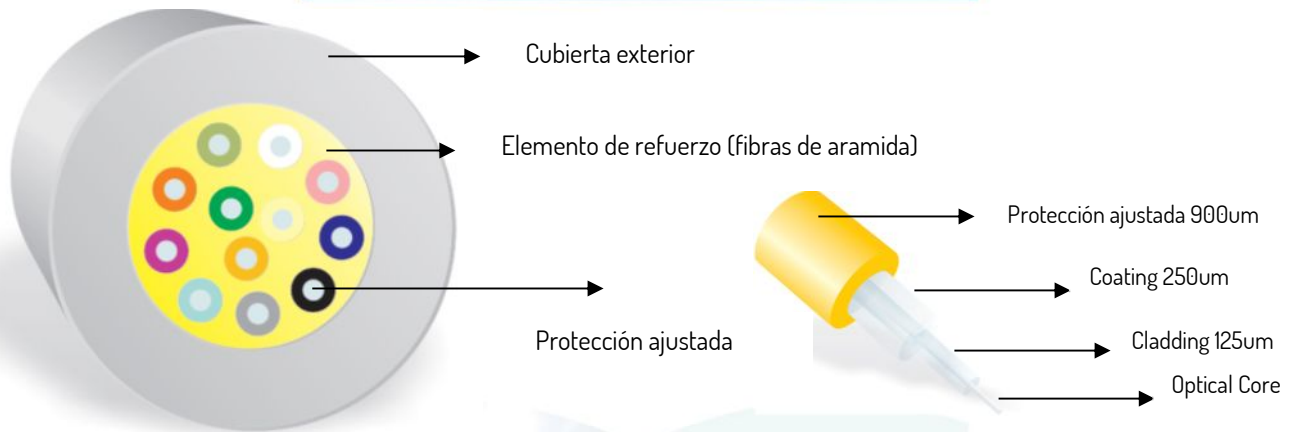 Cubierta exterior
Elemento de refuerzo (fibras de aramida)
Protección ajustada 900um
Coating 250um
Protección ajustada
Cladding 125um
Optical Core